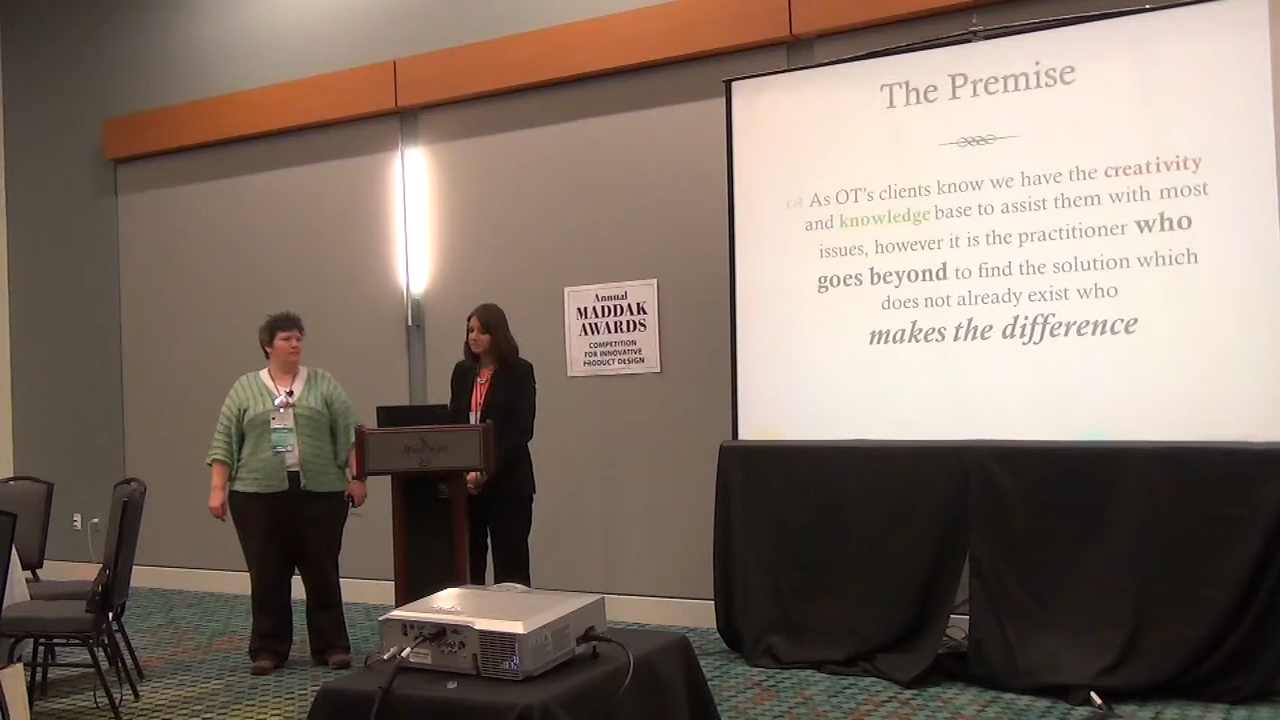 The Premise
As OT's clients know we have the creativity
and knowledge base to assist them with most
issues, however it is the practitioner who
goes beyond to find the solution which
does not already exist who
makes the difference
Annual
MADDAK
AWARDS
COMPETITION
FOR INNOVATIVE
PRODUCT DESIGN